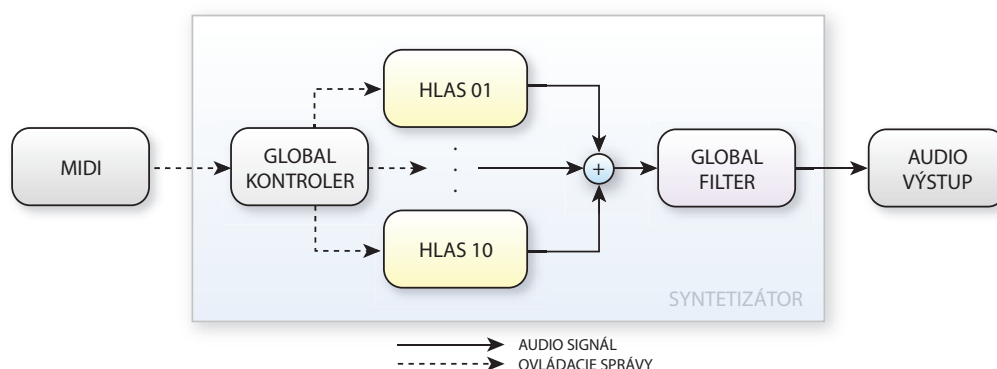 MIDI
GLOBAL
KONTROLER
HLAS 01
HLAS 10
+
GLOBAL
FILTER
AUDIO
VÝSTUP
SYNTETIZÁTOR
AUDIO SIGNÁL
OVLÁDACIE SPRÁVY